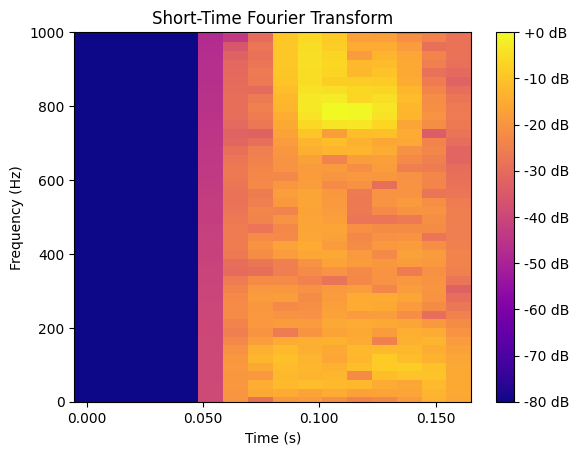 Short-Time Fourier Transform
1000
800
600
400
200
0
Frequency (Hz)
0.000
0.050
0.100
0.150
Time (s)
+0 dB
-10 dB
-20 dB
-30 dB
-40 dB
-50 dB
-60 dB
-70 dB
-80 dB